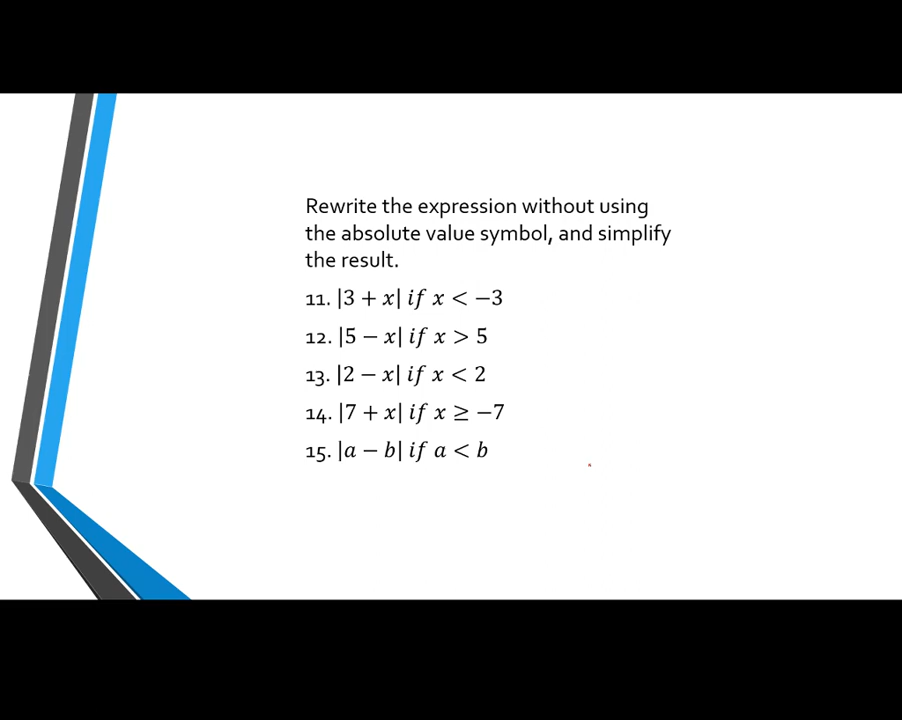 Rewrite the expression without using
the absolute value symbol, and simplify
the result.
11. |3 + x| if x < −3
12. |5 − x| if x > 5
13. |2 − x| if x < 2
14. |7 + x| if x ≥ −7
15. |a − b| if a < b